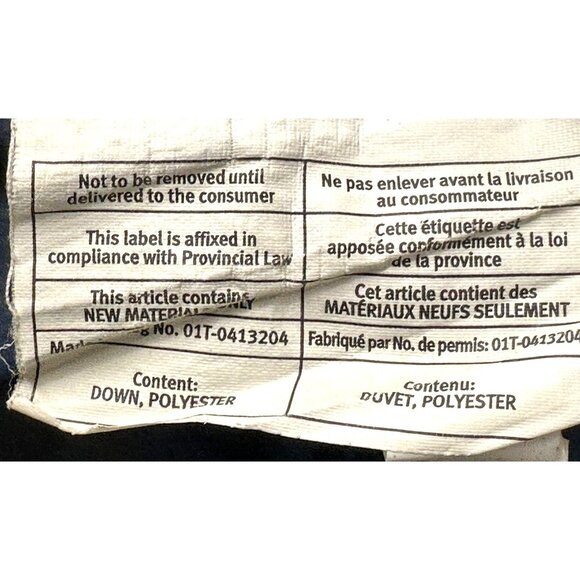 Not to be removed until
delivered to the consumer
Ne pas enlever avant la livraison
au consommateur
This label is affixed in
compliance with Provincial Law
Cette étiquette est
apposée conformément à la loi
de la province
This article contains
NEW MATERIALS ONLY
Cet article contient des
MATÉRIAUX NEUFS SEULEMENT
No. 01T-0413204
Fabriqué par No. de permis: 01T-0413204
Content:
DOWN, POLYESTER
Contenu:
DUVET, POLYESTER